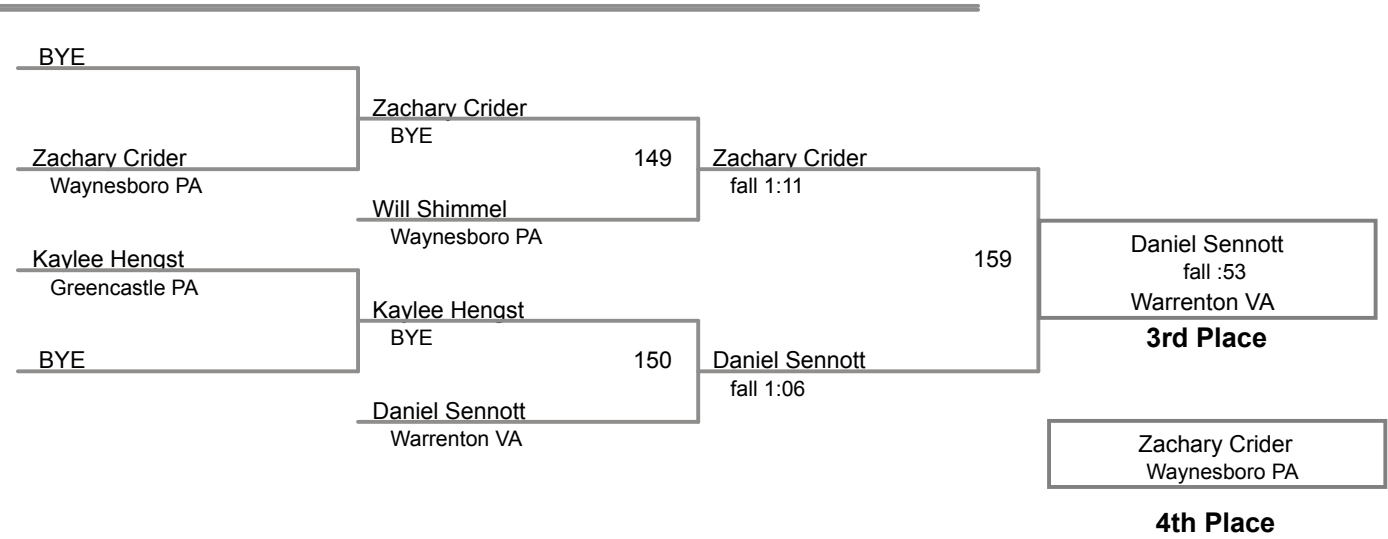 BYE
Zachary Crider
BYE
Zachary Crider
Waynesboro PA
149
Zachary Crider
fall 1:11
Will Shimmel
Waynesboro PA
Kaylee Hengst
Greencastle PA
159
Daniel Sennott
fall :53
Warrenton VA
3rd Place
Kaylee Hengst
BYE
BYE
150
Daniel Sennott
fall 1:06
Daniel Sennott
Warrenton VA
Zachary Crider
Waynesboro PA
4th Place